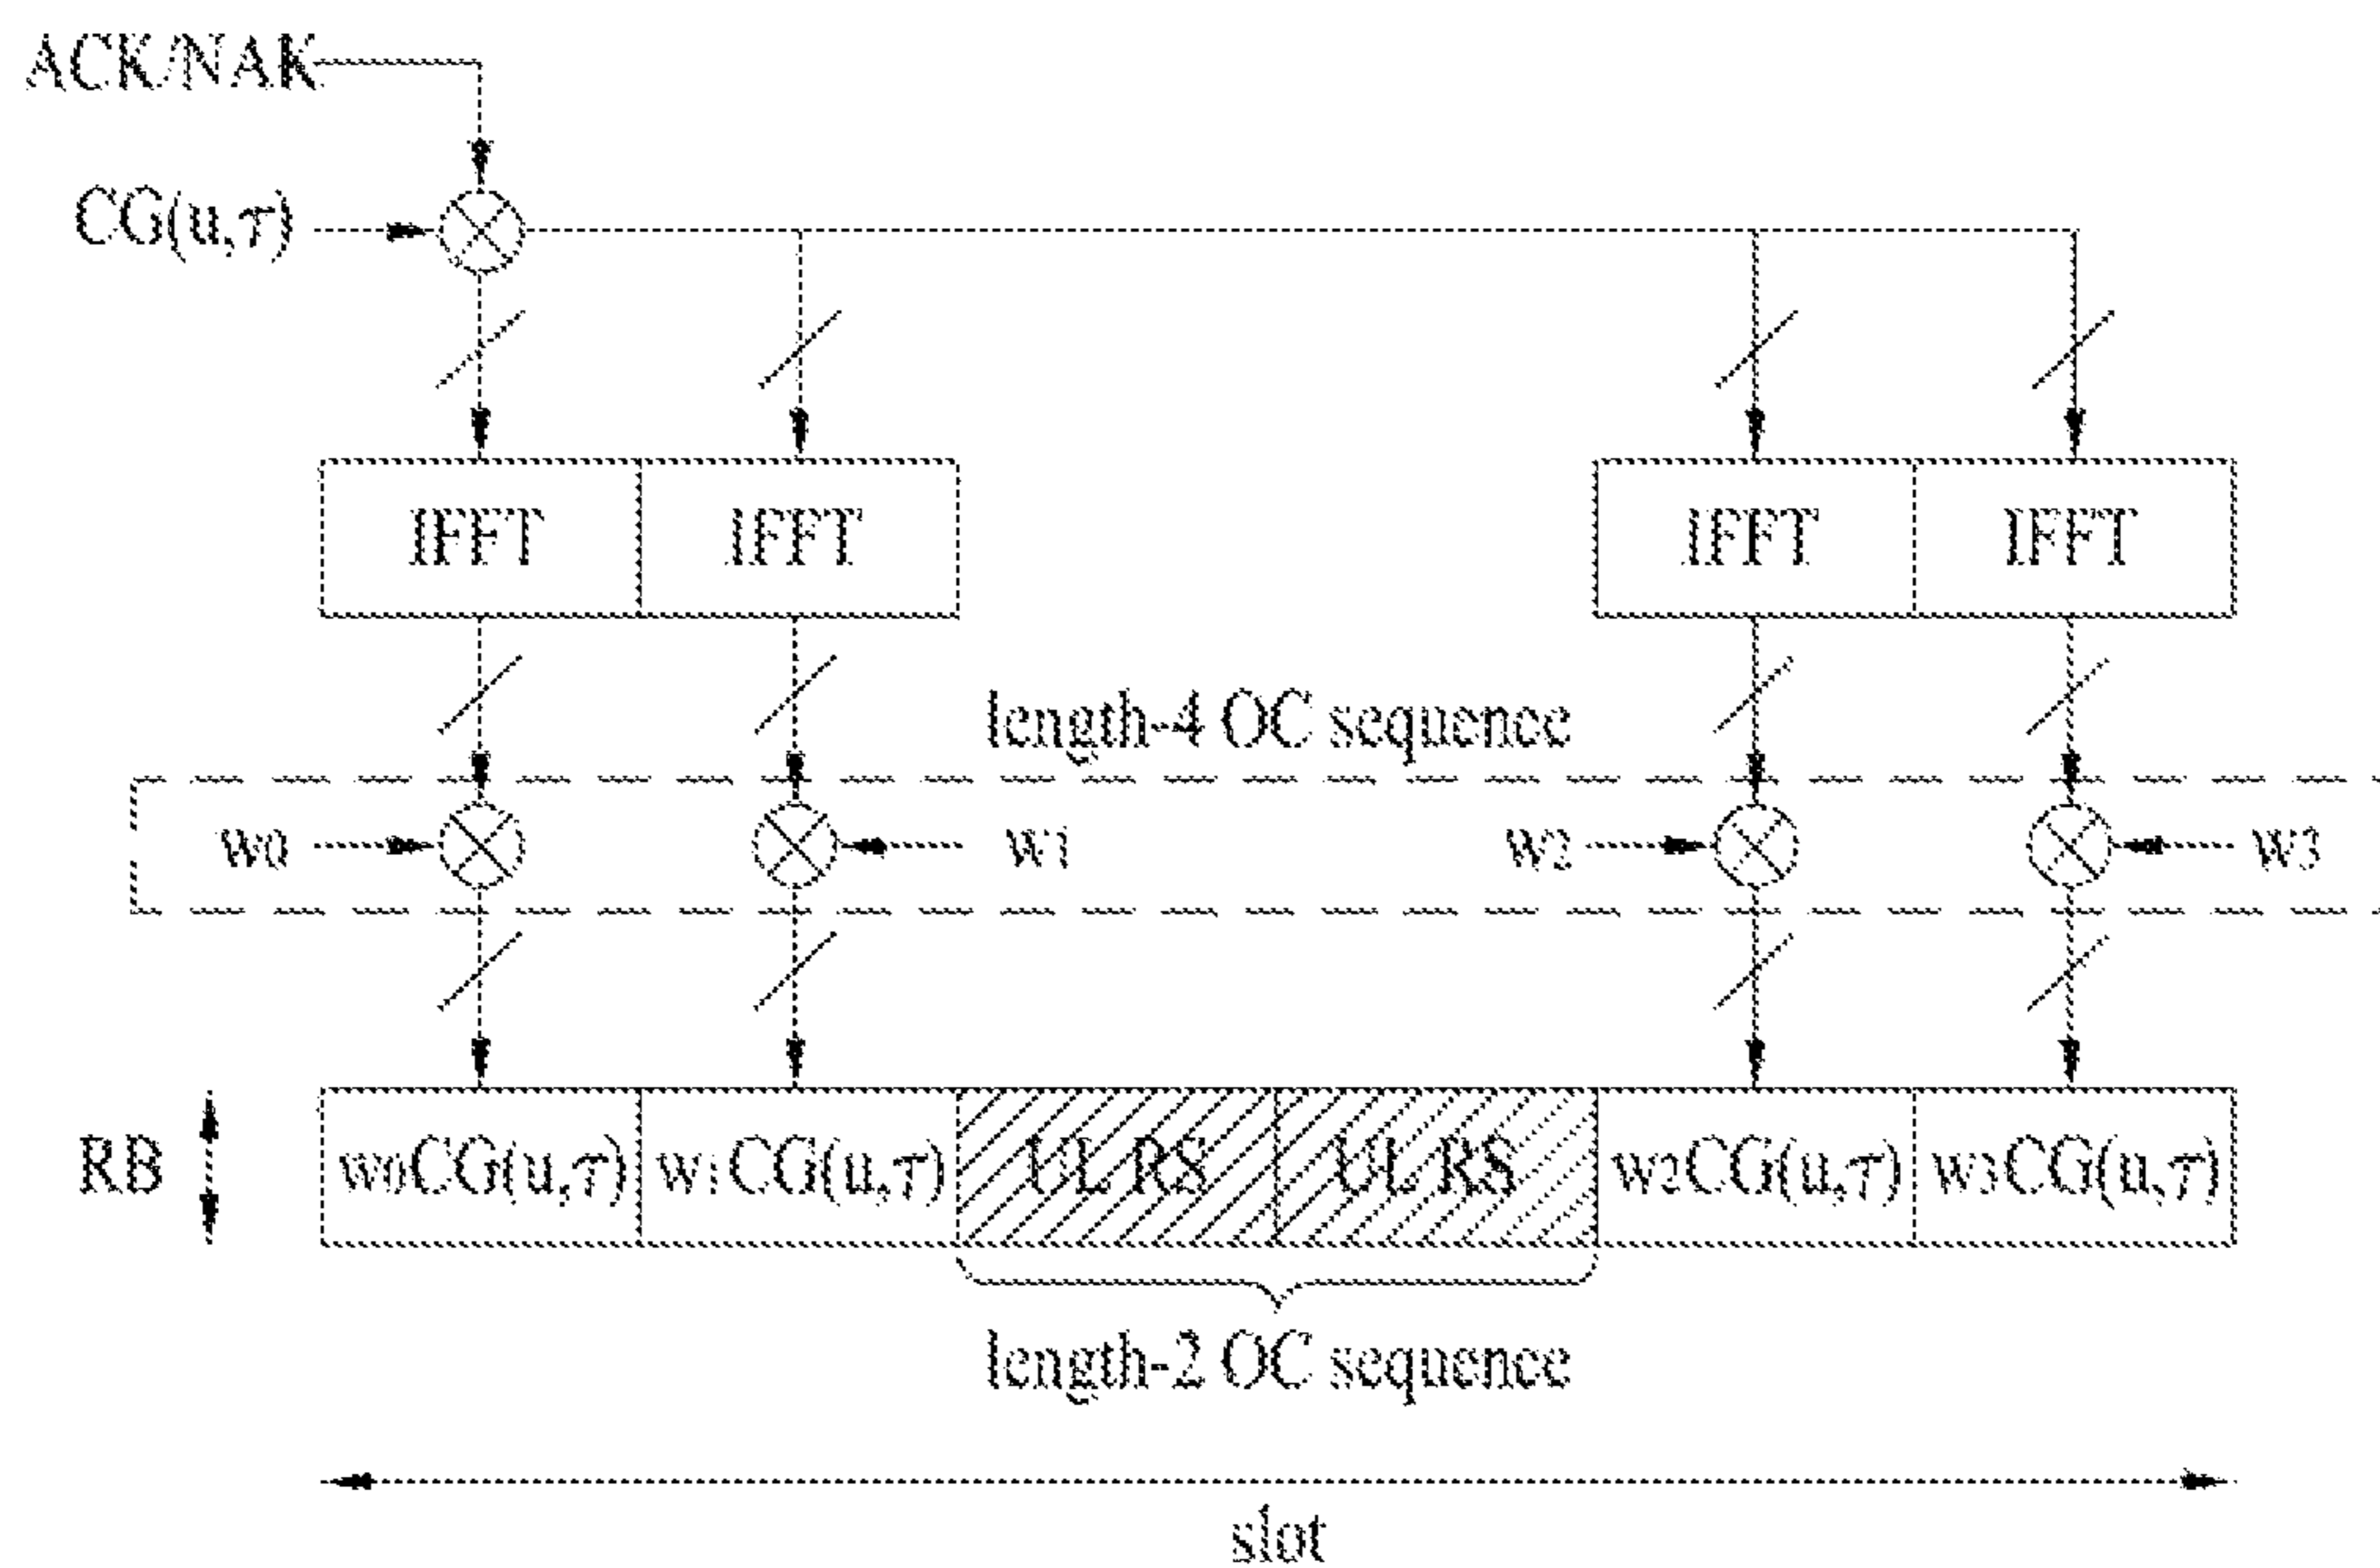 ACK/NAK
CG(u,τ)
IFFT IFFT IFFT IFFT
length-4 OC sequence
w0 w1 w2 w3
RB w0CG(u,τ) w1CG(u,τ) UL RS UL RS w2CG(u,τ) w3CG(u,τ)
length-2 OC sequence
slot